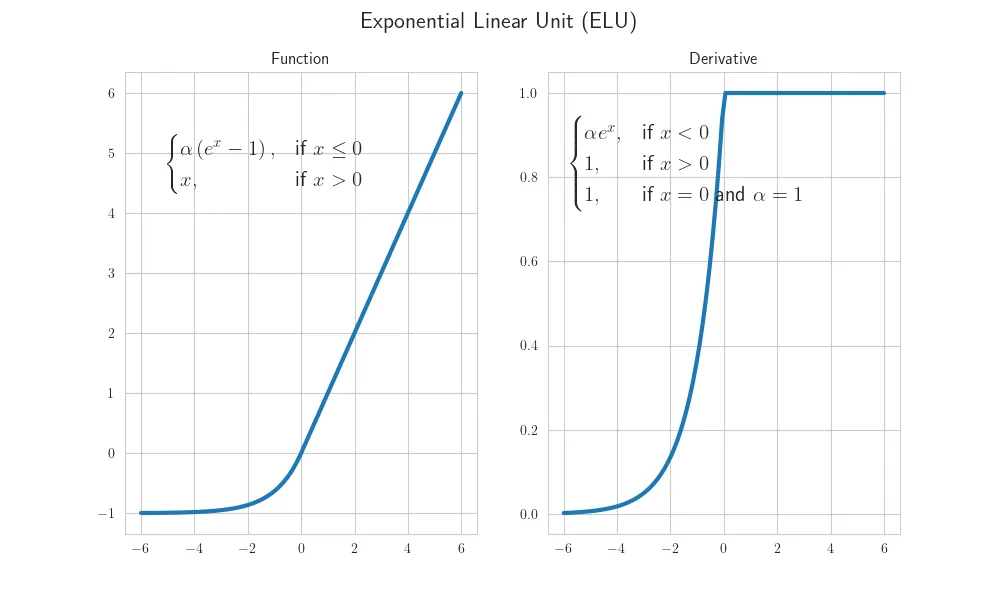 Exponential Linear Unit (ELU)
Function
6
5
4
3
2
1
0
−1
−6 −4 −2 0 2 4 6
α (eˣ − 1) , if x ≤ 0
x, if x > 0
Derivative
1.0
0.8
0.6
0.4
0.2
0.0
−6 −4 −2 0 2 4 6
αeˣ, if x < 0
1, if x > 0
1, if x = 0 and α = 1